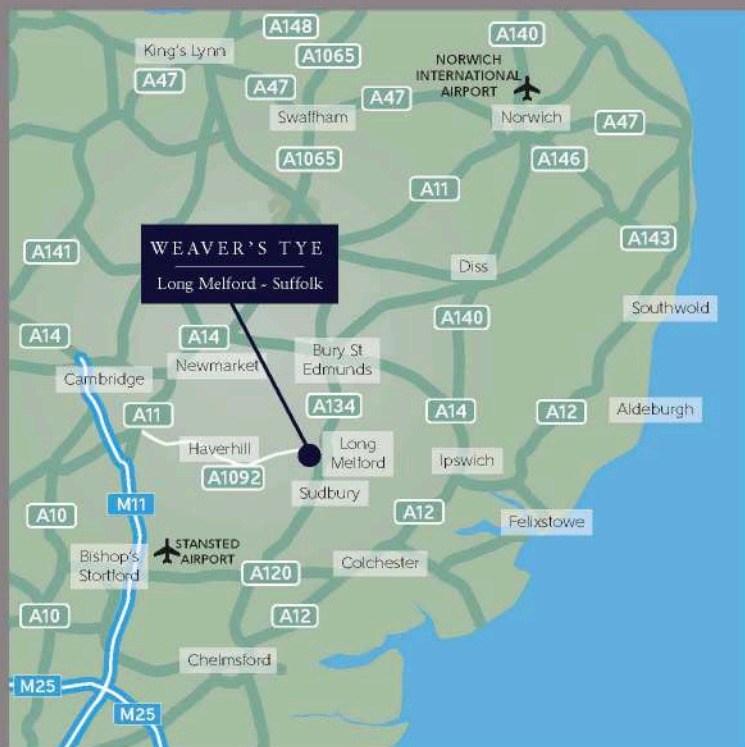 A148
A140
King's Lynn
A1065
NORWICH
INTERNATIONAL
AIRPORT
A47
A47
A47
Swaffham
Norwich
A47
A1065
A146
A11
WEAVER'S TYE
Long Melford ~ Suffolk
A141
A143
Diss
Southwold
A140
A14
A14
Bury St
Edmunds
Newmarket
Cambridge
A11
A134
A14
A12
Aldeburgh
Haverhill
Long
Melford
Ipswich
A1092
Sudbury
M11
A10
A12
Felixstowe
STANSTED
AIRPORT
Bishop's
Stortford
Colchester
A120
A10
A12
Chelmsford
M25
M25